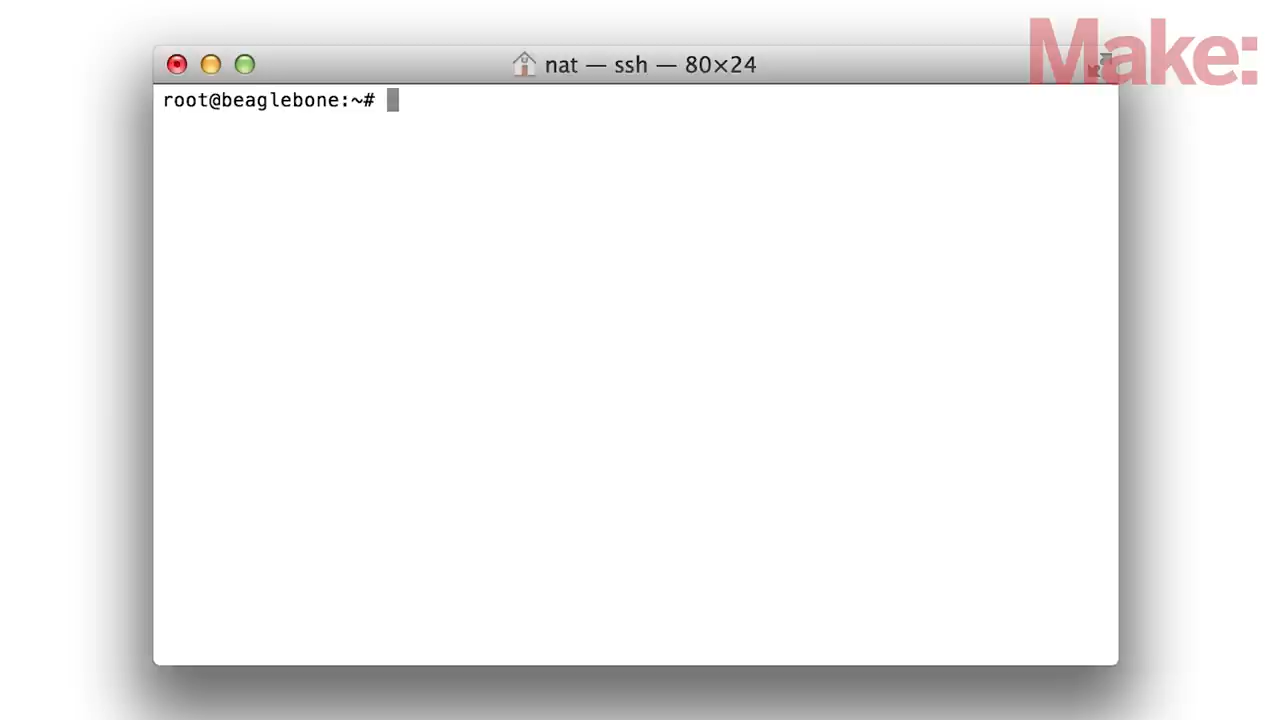 Make:
nat — ssh — 80×24
root@beaglebone:~#